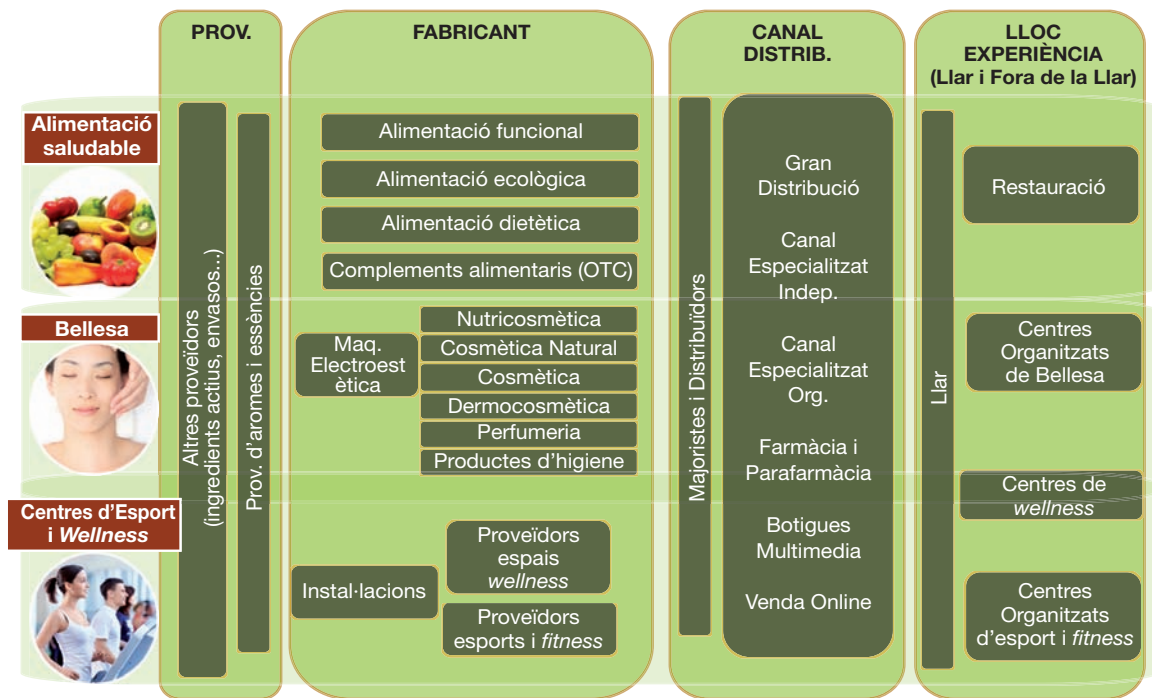 PROV.
FABRICANT
CANAL
DISTRIB.
LLOC
EXPERIÈNCIA
(Llar i Fora de la Llar)
Alimentació
saludable
Bellesa
Centres d'Esport
i Wellness
Altres proveïdors
(ingredients actius, envasos...)
Prov. d'aromes i essències
Alimentació funcional
Alimentació ecològica
Alimentació dietètica
Complements alimentaris (OTC)
Maq.
Electroest
ètica
Nutricosmètica
Cosmètica Natural
Cosmètica
Dermocosmètica
Perfumeria
Productes d'higiene
Instal·lacions
Proveïdors
espais
wellness
Proveïdors
esports i fitness
Majoristes i Distribuïdors
Gran
Distribució
Canal
Especialitzat
Indep.
Canal
Especialitzat
Org.
Farmàcia i
Parafarmàcia
Botigues
Multimedia
Venda Online
Llar
Restauració
Centres
Organitzats
de Bellesa
Centres de
wellness
Centres
Organitzats
d'esport i fitness